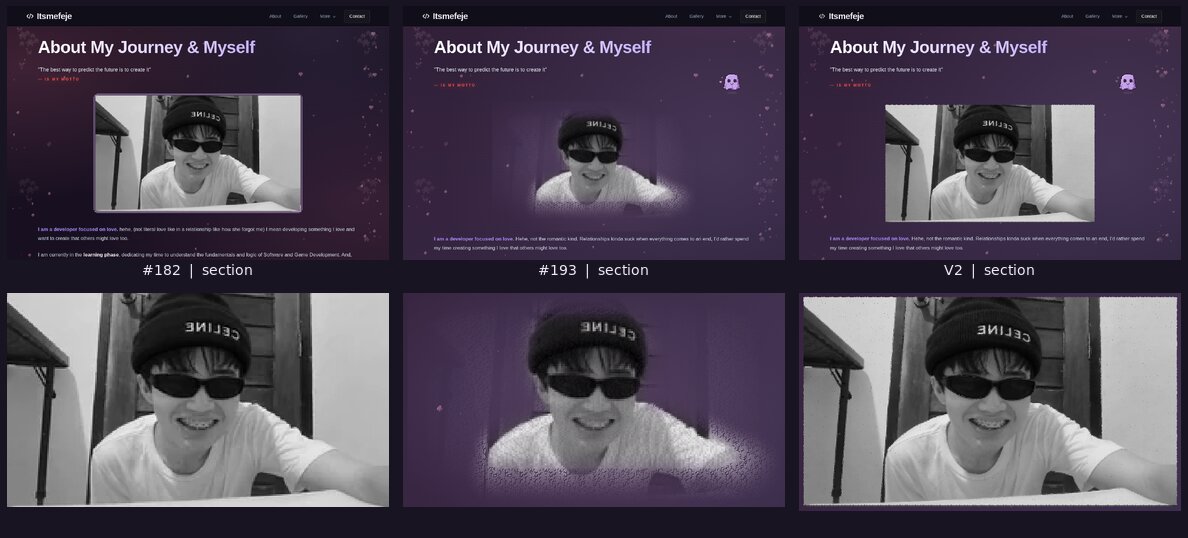 Itsmefeje
About Gallery More Contact
About My Journey & Myself
"The best way to predict the future is to create it"
— IS MY MOTTO
CELINE
I am a developer focused on love. hehe, (not literal love like in a relationship like how she forgot me) I mean developing something I love and
want to create that others might love too.
I am currently in the learning phase, dedicating my time to understand the fundamentals and logic of Software and Game Development. And,
#182 | section
Itsmefeje
About Gallery More Contact
About My Journey & Myself
"The best way to predict the future is to create it"
— IS MY MOTTO
CELINE
I am a developer focused on love. Hehe, not the romantic kind. Relationships kinda suck when everything comes to an end, I'd rather spend
my time creating something I love that others might love too.
#193 | section
Itsmefeje
About Gallery More Contact
About My Journey & Myself
"The best way to predict the future is to create it"
— IS MY MOTTO
CELINE
I am a developer focused on love. Hehe, not the romantic kind. Relationships kinda suck when everything comes to an end, I'd rather spend
my time creating something I love that others might love too.
V2 | section
CELINE
CELINE
CELINE